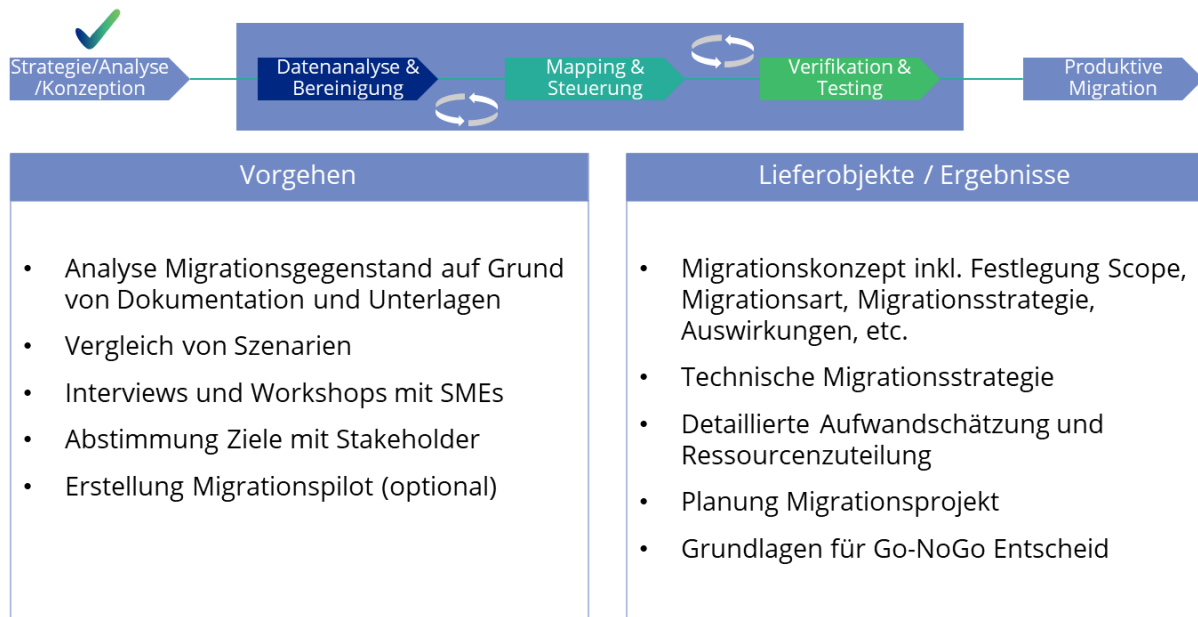 Strategie/Analyse
/Konzeption
Datenanalyse &
Bereinigung
Mapping &
Steuerung
Verifikation &
Testing
Produktive
Migration
Vorgehen
• Analyse Migrationsgegenstand auf Grund
von Dokumentation und Unterlagen
• Vergleich von Szenarien
• Interviews und Workshops mit SMEs
• Abstimmung Ziele mit Stakeholder
• Erstellung Migrationspilot (optional)
Lieferobjekte / Ergebnisse
• Migrationskonzept inkl. Festlegung Scope,
Migrationsart, Migrationsstrategie,
Auswirkungen, etc.
• Technische Migrationsstrategie
• Detaillierte Aufwandschätzung und
Ressourcenzuteilung
• Planung Migrationsprojekt
• Grundlagen für Go-NoGo Entscheid